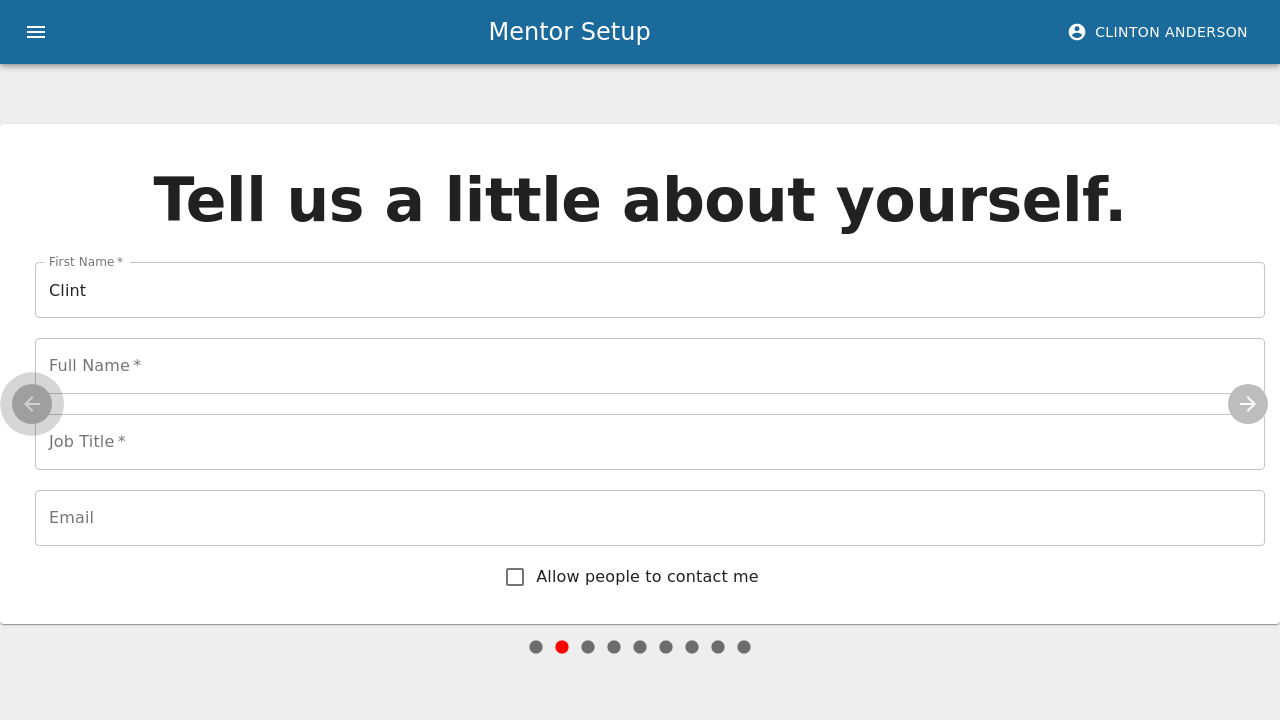 Mentor Setup
CLINTON ANDERSON
Tell us a little about yourself.
First Name *
Clint
Full Name *
Job Title *
Email
Allow people to contact me